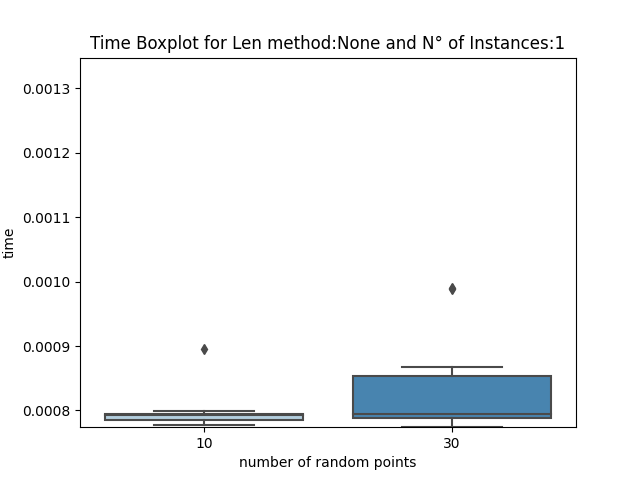 Time Boxplot for Len method:None and N° of Instances:1
0.0013
0.0012
0.0011
0.0010
0.0009
0.0008
time
10 30
number of random points